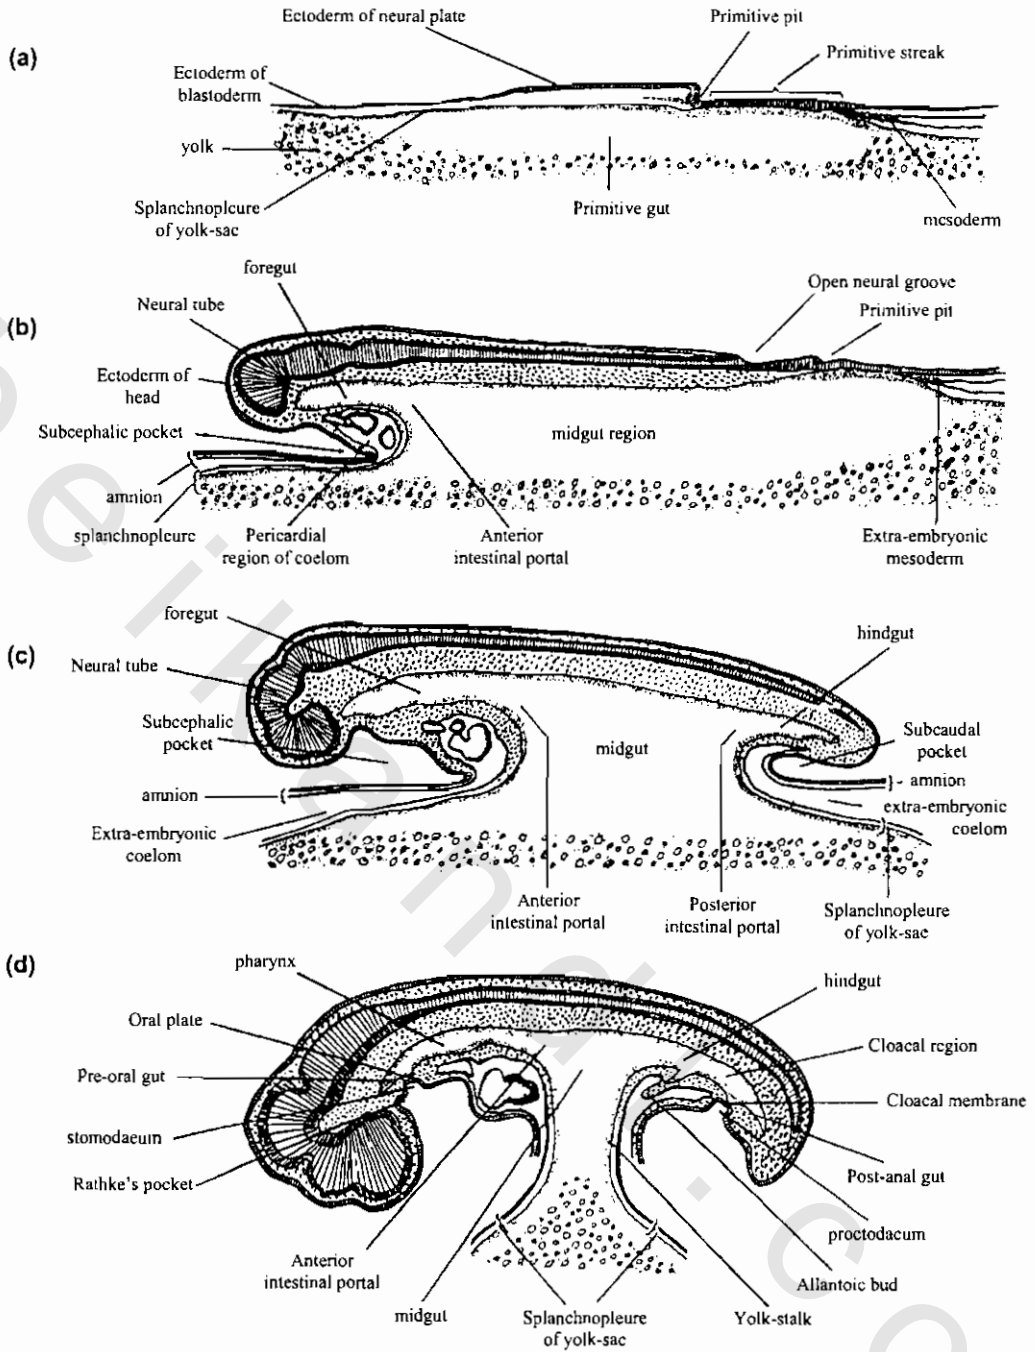 (a)
Ectoderm of neural plate
Primitive pit
Primitive streak
Ectoderm of
blastoderm
yolk
Splanchnopleure
of yolk-sac
Primitive gut
mesoderm
(b)
foregut
Neural tube
Open neural groove
Primitive pit
Ectoderm of
head
Subcephalic pocket
midgut region
amnion
splanchnopleure
Pericardial
region of coelom
Anterior
intestinal portal
Extra-embryonic
mesoderm
(c)
foregut
hindgut
Neural tube
Subcephalic
pocket
midgut
Subcaudal
pocket
amnion
amnion
Extra-embryonic
coelom
extra-embryonic
coelom
Anterior
intestinal portal
Posterior
intestinal portal
Splanchnopleure
of yolk-sac
(d)
pharynx
hindgut
Oral plate
Cloacal region
Pre-oral gut
Cloacal membrane
stomodaeum
Rathke's pocket
Post-anal gut
proctodaeum
Anterior
intestinal portal
Allantoic bud
midgut
Splanchnopleure
of yolk-sac
Yolk-stalk